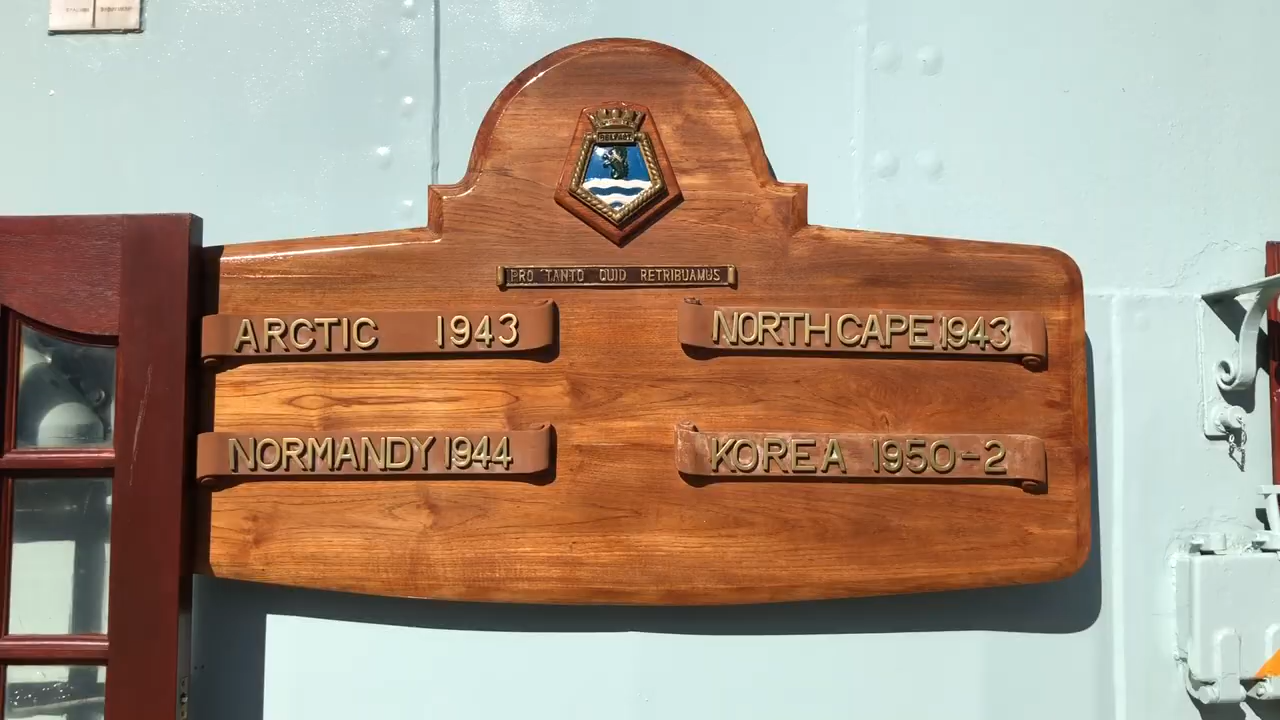 BELFAST
PRO TANTO QUID RETRIBUAMUS
ARCTIC 1943
NORTH CAPE 1943
NORMANDY 1944
KOREA 1950-2